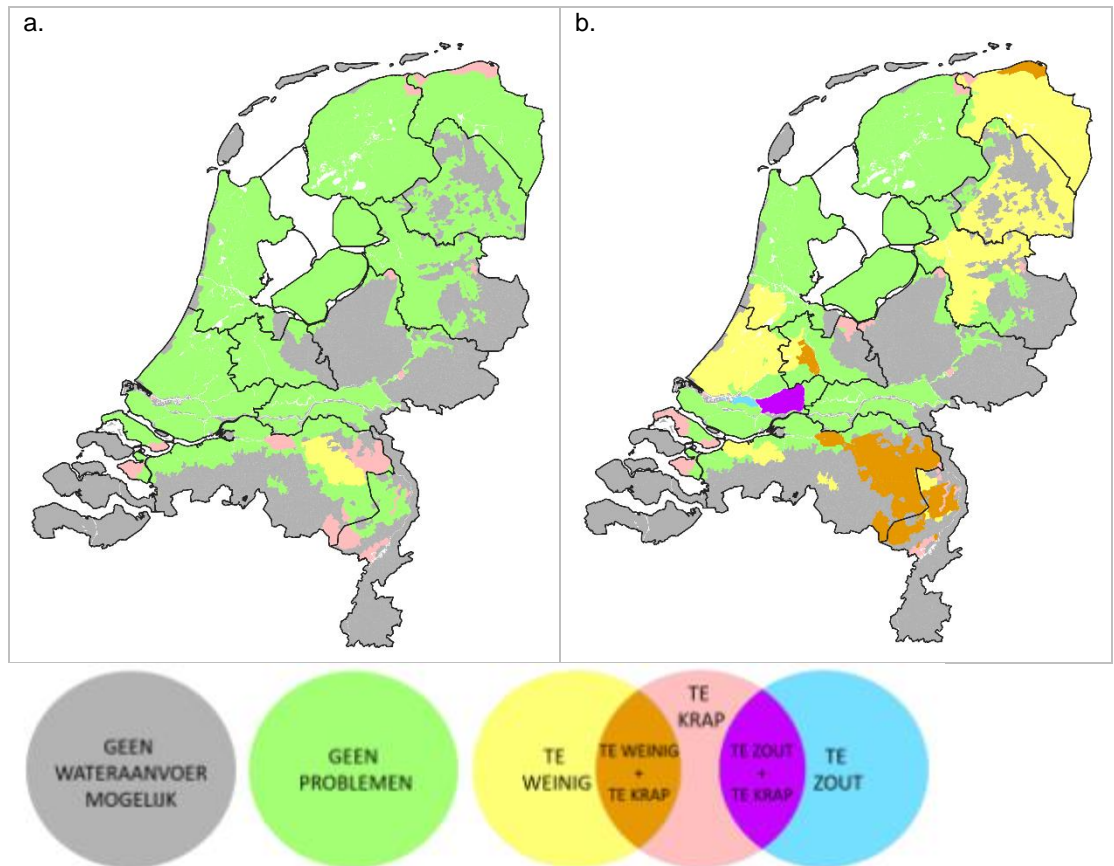 a.
b.
GEEN
WATERAANVOER
MOGELIJK
GEEN
PROBLEMEN
TE
WEINIG
TE WEINIG
+
TE KRAP
TE
KRAP
TE ZOUT
+
TE KRAP
TE
ZOUT